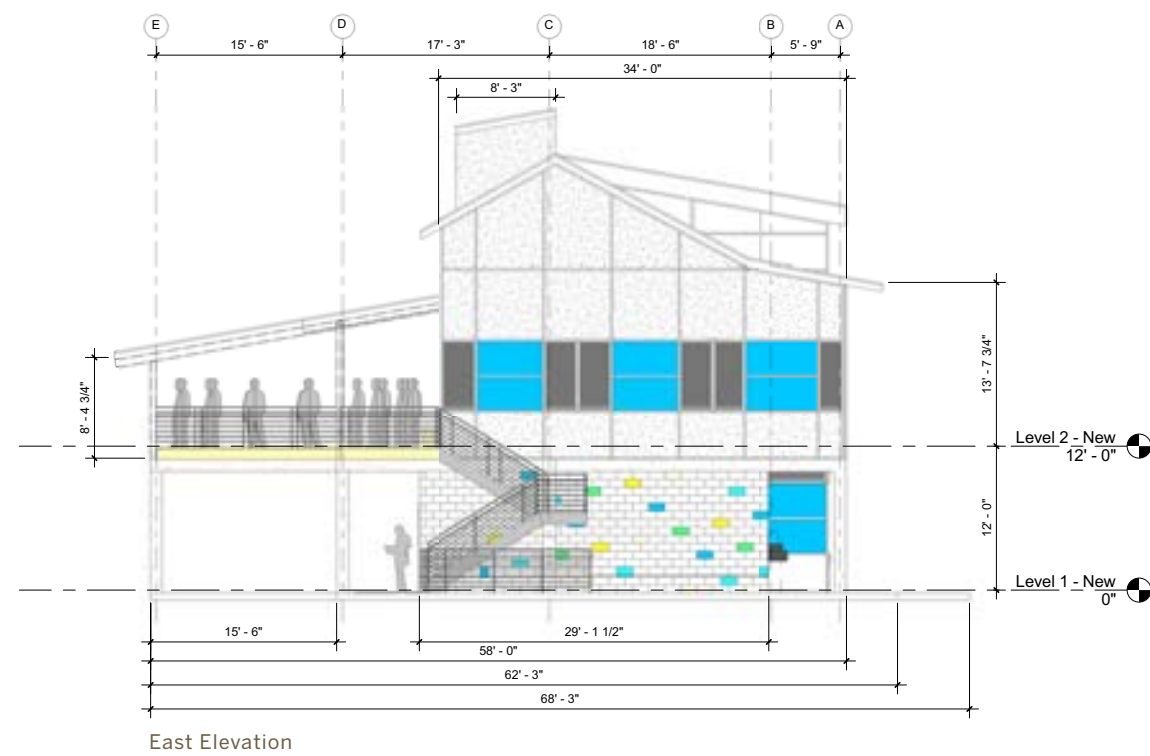 E
D
C
B
A
15' - 6"
17' - 3"
18' - 6"
5' - 9"
34' - 0"
8' - 3"
8' - 4 3/4"
13' - 7 3/4"
Level 2 - New
12' - 0"
12' - 0"
Level 1 - New
0"
15' - 6"
29' - 1 1/2"
58' - 0"
62' - 3"
68' - 3"
East Elevation